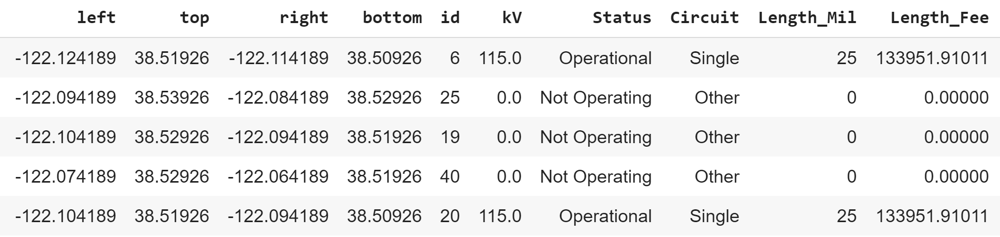 left top right bottom id kV Status Circuit Length_Mil Length_Fee
-122.124189 38.51926 -122.114189 38.50926 6 115.0 Operational Single 25 133951.91011
-122.094189 38.53926 -122.084189 38.52926 25 0.0 Not Operating Other 0 0.00000
-122.104189 38.52926 -122.094189 38.51926 19 0.0 Not Operating Other 0 0.00000
-122.074189 38.52926 -122.064189 38.51926 40 0.0 Not Operating Other 0 0.00000
-122.104189 38.51926 -122.094189 38.50926 20 115.0 Operational Single 25 133951.91011